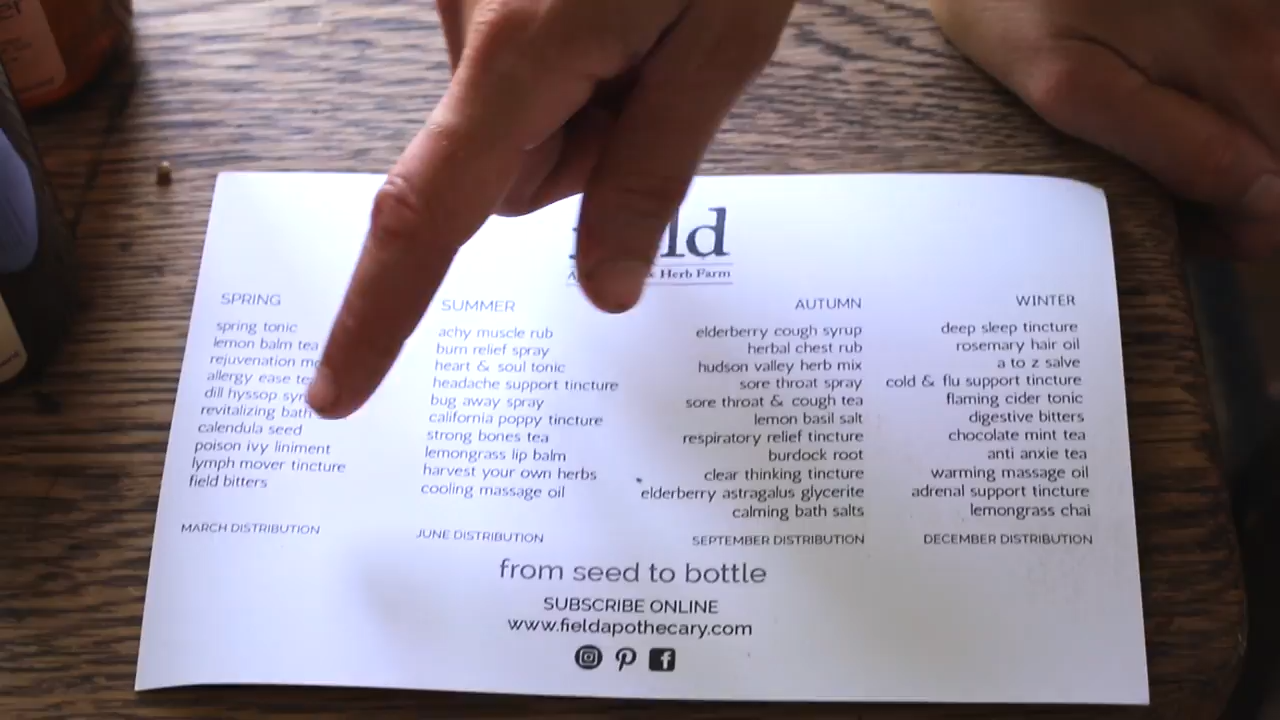 Herb Farm
SPRING
spring tonic
lemon balm tea
rejuvenation
allergy ease
dill hyssop
revitalizing bath
calendula seed
poison ivy liniment
lymph mover tincture
field bitters
MARCH DISTRIBUTION
SUMMER
achy muscle rub
burn relief spray
heart & soul tonic
headache support tincture
bug away spray
california poppy tincture
strong bones tea
lemongrass lip balm
harvest your own herbs
cooling massage oil
JUNE DISTRIBUTION
AUTUMN
elderberry cough syrup
herbal chest rub
hudson valley herb mix
sore throat spray
sore throat & cough tea
lemon basil salt
respiratory relief tincture
burdock root
clear thinking tincture
elderberry astragalus glycerite
calming bath salts
SEPTEMBER DISTRIBUTION
WINTER
deep sleep tincture
rosemary hair oil
a to z salve
cold & flu support tincture
flaming cider tonic
digestive bitters
chocolate mint tea
anti anxie tea
warming massage oil
adrenal support tincture
lemongrass chai
DECEMBER DISTRIBUTION
from seed to bottle
SUBSCRIBE ONLINE
www.fieldapothecary.com